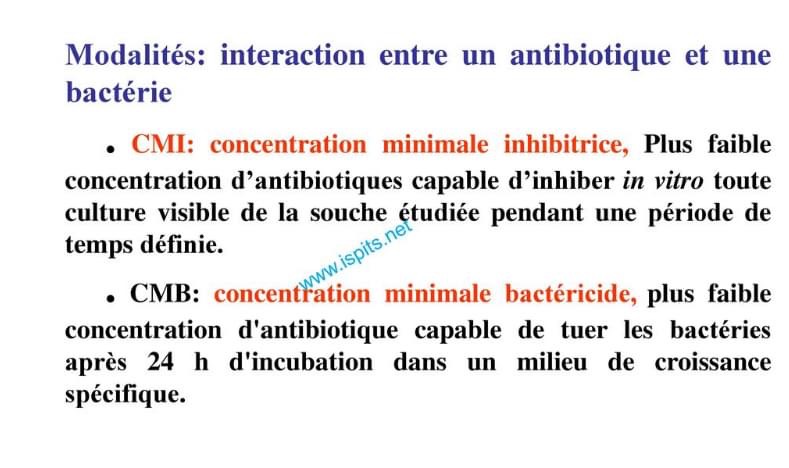 Modalités: interaction entre un antibiotique et une
bactérie
• CMI: concentration minimale inhibitrice, Plus faible
concentration d’antibiotiques capable d’inhiber in vitro toute
culture visible de la souche étudiée pendant une période de
temps définie.
www.ispits.net
• CMB: concentration minimale bactéricide, plus faible
concentration d'antibiotique capable de tuer les bactéries
après 24 h d'incubation dans un milieu de croissance
spécifique.